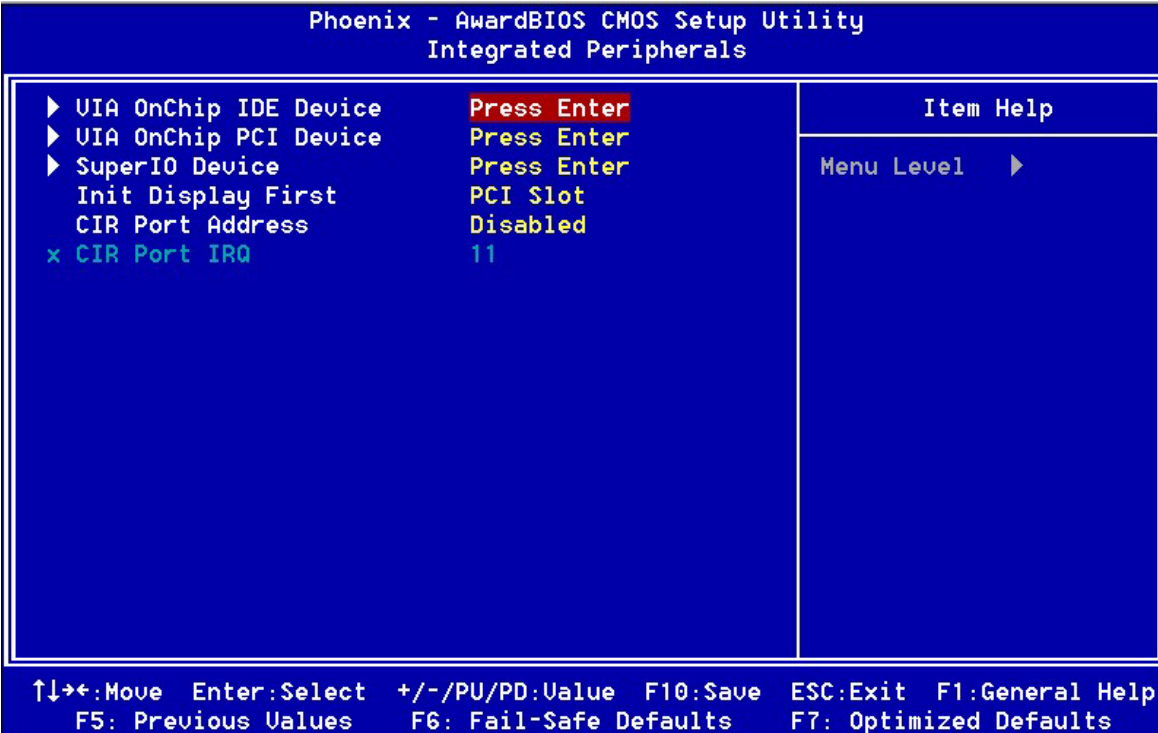 Phoenix - AwardBIOS CMOS Setup Utility
Integrated Peripherals
VIA OnChip IDE Device Press Enter
VIA OnChip PCI Device Press Enter
SuperIO Device Press Enter
Init Display First PCI Slot
CIR Port Address Disabled
x CIR Port IRQ 11
Item Help
Menu Level
↑↓→←:Move Enter:Select +/-/PU/PD:Value F10:Save ESC:Exit F1:General Help
F5: Previous Values F6: Fail-Safe Defaults F7: Optimized Defaults